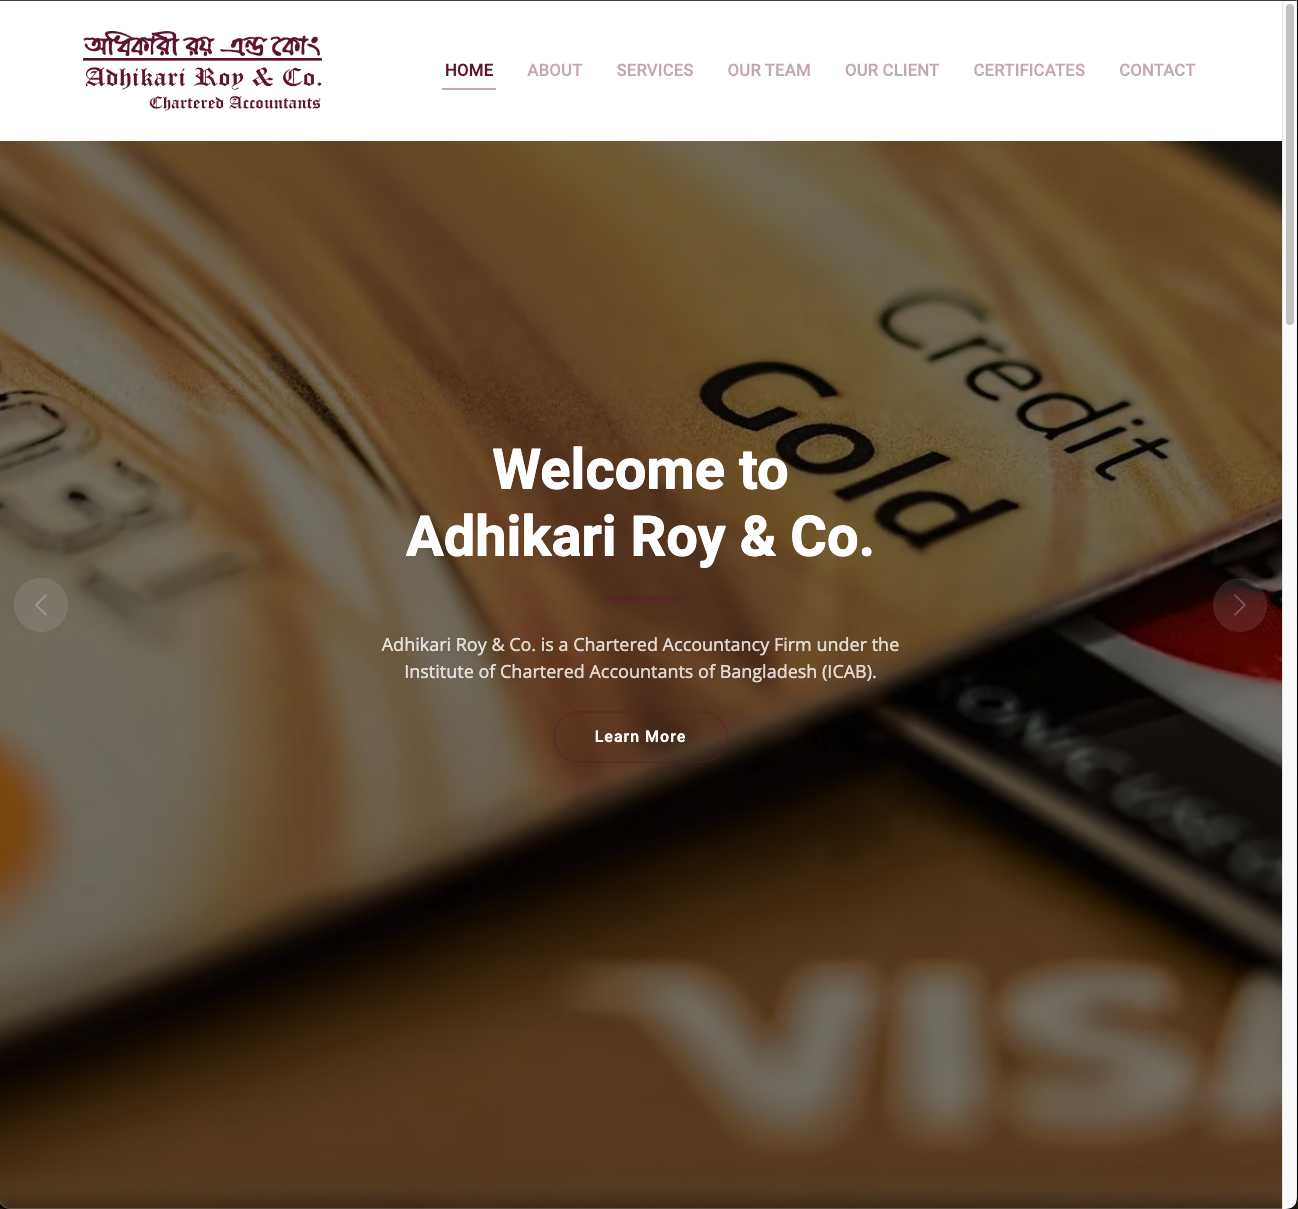 অধিকারী রয় এন্ড কোং
Adhikari Roy & Co.
Chartered Accountants
HOME
ABOUT
SERVICES
OUR TEAM
OUR CLIENT
CERTIFICATES
CONTACT
Credit
Gold
Welcome to
Adhikari Roy & Co.
Adhikari Roy & Co. is a Chartered Accountancy Firm under the
Institute of Chartered Accountants of Bangladesh (ICAB).
Learn More
VISA